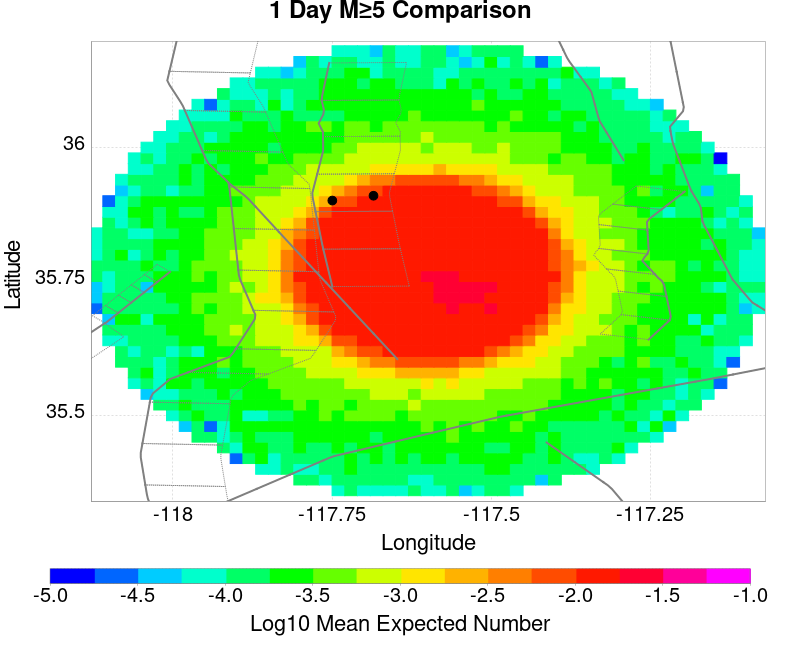 1 Day M≥5 Comparison
36
35.75
35.5
Latitude
-118 -117.75 -117.5 -117.25
Longitude
-5.0 -4.5 -4.0 -3.5 -3.0 -2.5 -2.0 -1.5 -1.0
Log10 Mean Expected Number